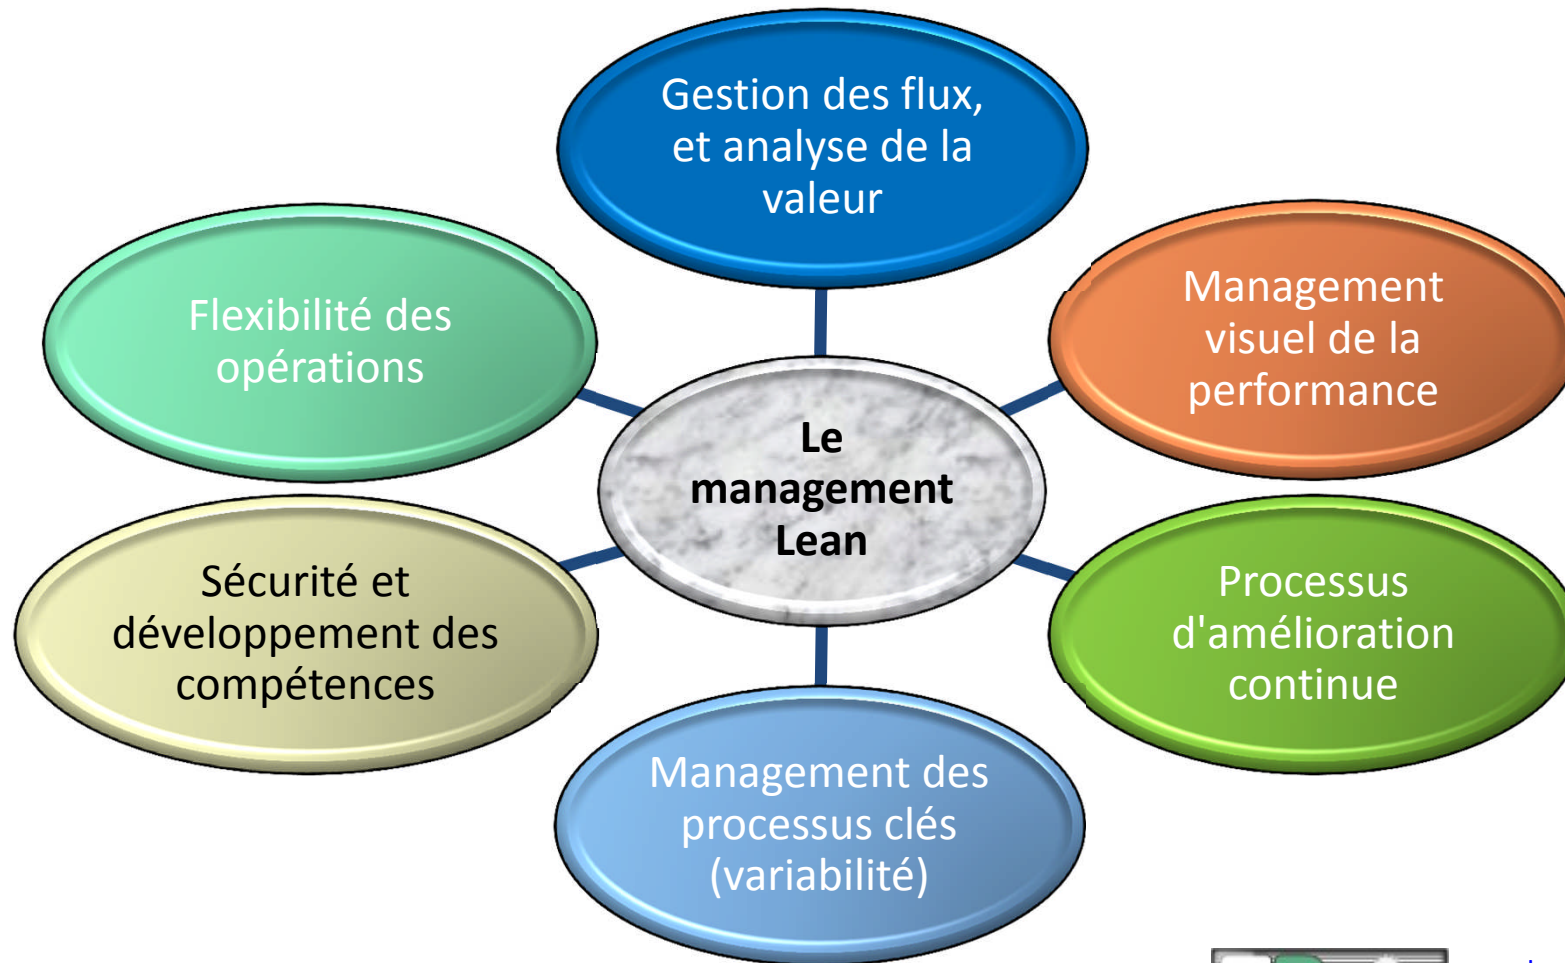 Gestion des flux,
et analyse de la
valeur
Flexibilité des
opérations
Management
visuel de la
performance
Le
management
Lean
Sécurité et
développement des
compétences
Processus
d'amélioration
continue
Management des
processus clés
(variabilité)